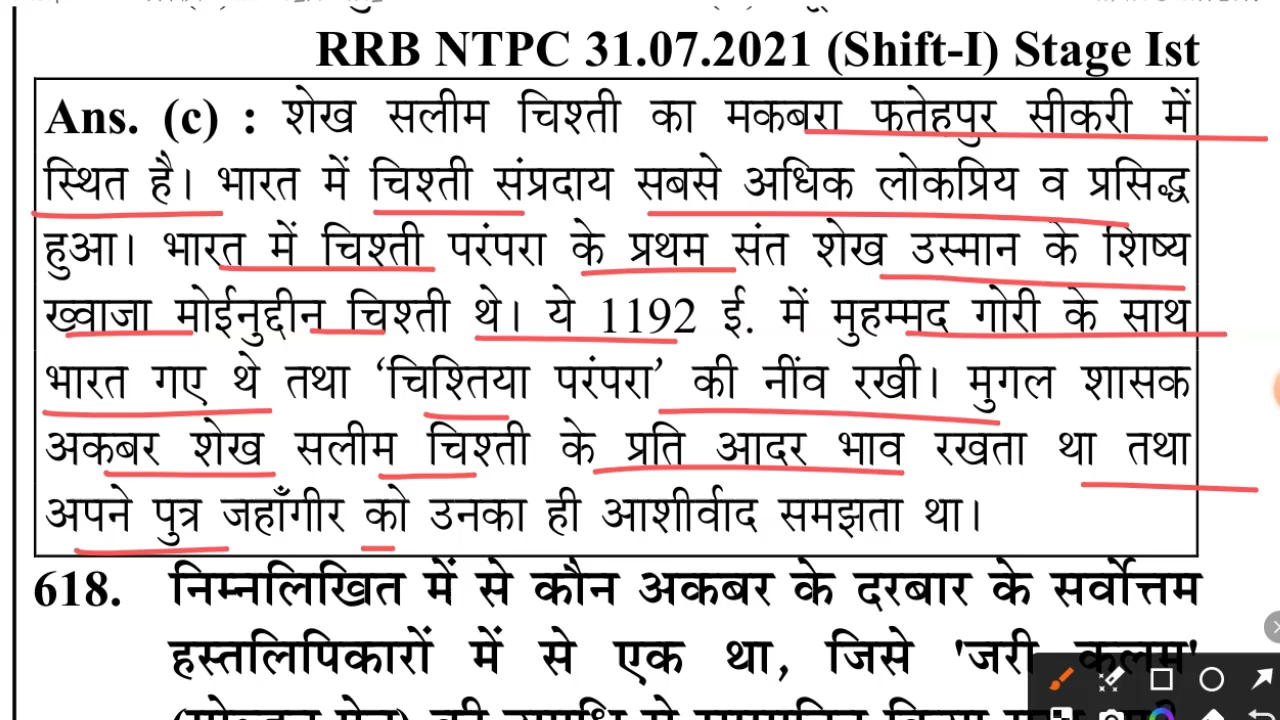 RRB NTPC 31.07.2021 (Shift-I) Stage Ist
Ans. (c) : शेख सलीम चिश्ती का मकबरा फतेहपुर सीकरी में
स्थित है। भारत में चिश्ती संप्रदाय सबसे अधिक लोकप्रिय व प्रसिद्ध
हुआ। भारत में चिश्ती परंपरा के प्रथम संत शेख उस्मान के शिष्य
ख्वाजा मोईनुद्दीन चिश्ती थे। ये 1192 ई. में मुहम्मद गोरी के साथ
भारत गए थे तथा ‘चिश्तिया परंपरा’ की नींव रखी। मुगल शासक
अकबर शेख सलीम चिश्ती के प्रति आदर भाव रखता था तथा
अपने पुत्र जहाँगीर को उनका ही आशीर्वाद समझता था।
618. निम्नलिखित में से कौन अकबर के दरबार के सर्वोत्तम
हस्तलिपिकारों में से एक था, जिसे 'जरी कलम'